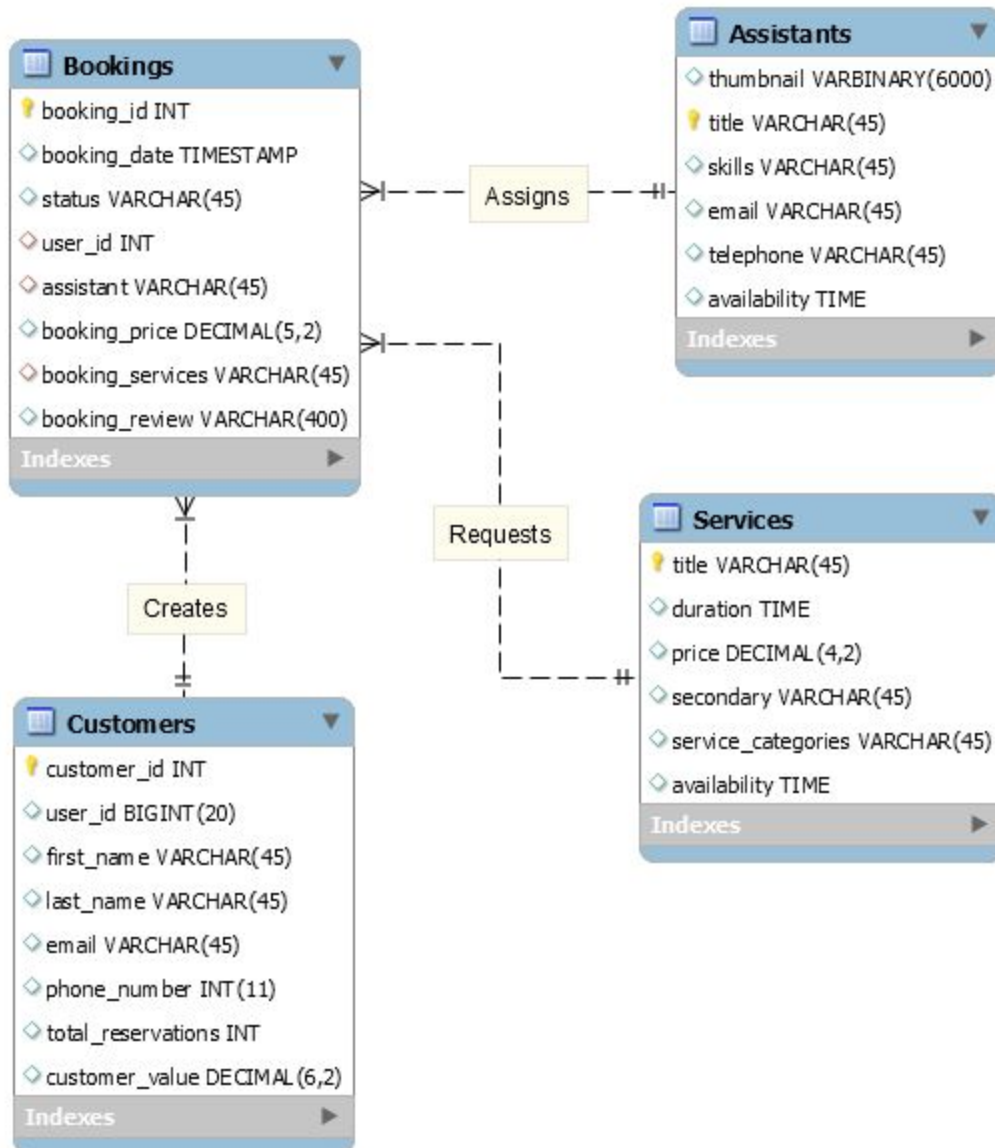 Bookings
booking_id INT
booking_date TIMESTAMP
status VARCHAR(45)
user_id INT
assistant VARCHAR(45)
booking_price DECIMAL(5,2)
booking_services VARCHAR(45)
booking_review VARCHAR(400)
Indexes
Assigns
Assistants
thumbnail VARBINARY(6000)
title VARCHAR(45)
skills VARCHAR(45)
email VARCHAR(45)
telephone VARCHAR(45)
availability TIME
Indexes
Requests
Services
title VARCHAR(45)
duration TIME
price DECIMAL(4,2)
secondary VARCHAR(45)
service_categories VARCHAR(45)
availability TIME
Indexes
Creates
Customers
customer_id INT
user_id BIGINT(20)
first_name VARCHAR(45)
last_name VARCHAR(45)
email VARCHAR(45)
phone_number INT(11)
total_reservations INT
customer_value DECIMAL(6,2)
Indexes